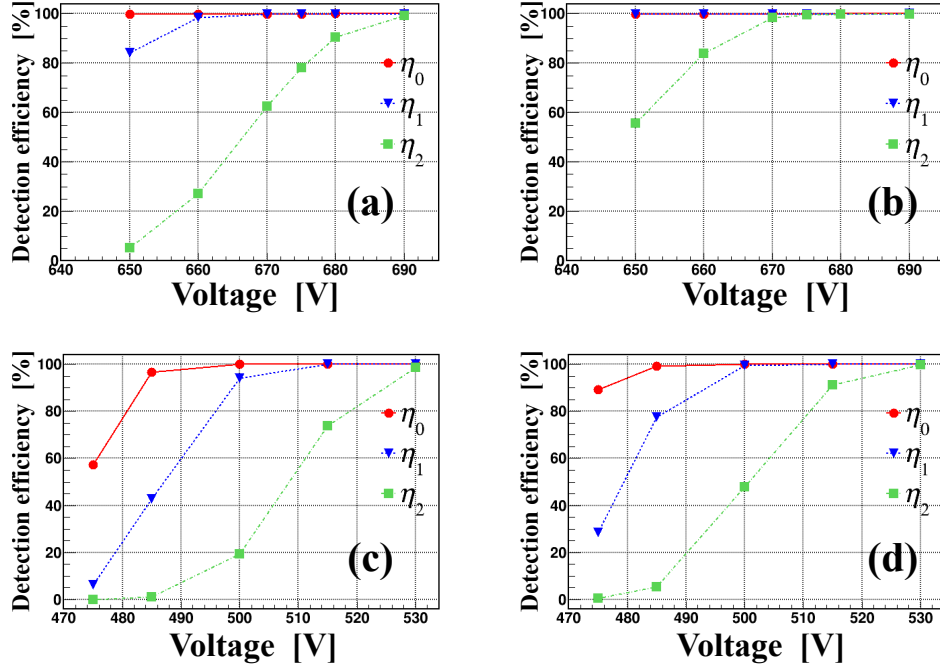 Detection efficiency [%]
100
80
60
40
20
0
η0
η1
η2
(a)
640 650 660 670 680 690
Voltage [V]
Detection efficiency [%]
100
80
60
40
20
0
η0
η1
η2
(b)
640 650 660 670 680 690
Voltage [V]
Detection efficiency [%]
100
80
60
40
20
0
η0
η1
η2
(c)
470 480 490 500 510 520 530
Voltage [V]
Detection efficiency [%]
100
80
60
40
20
0
η0
η1
η2
(d)
470 480 490 500 510 520 530
Voltage [V]